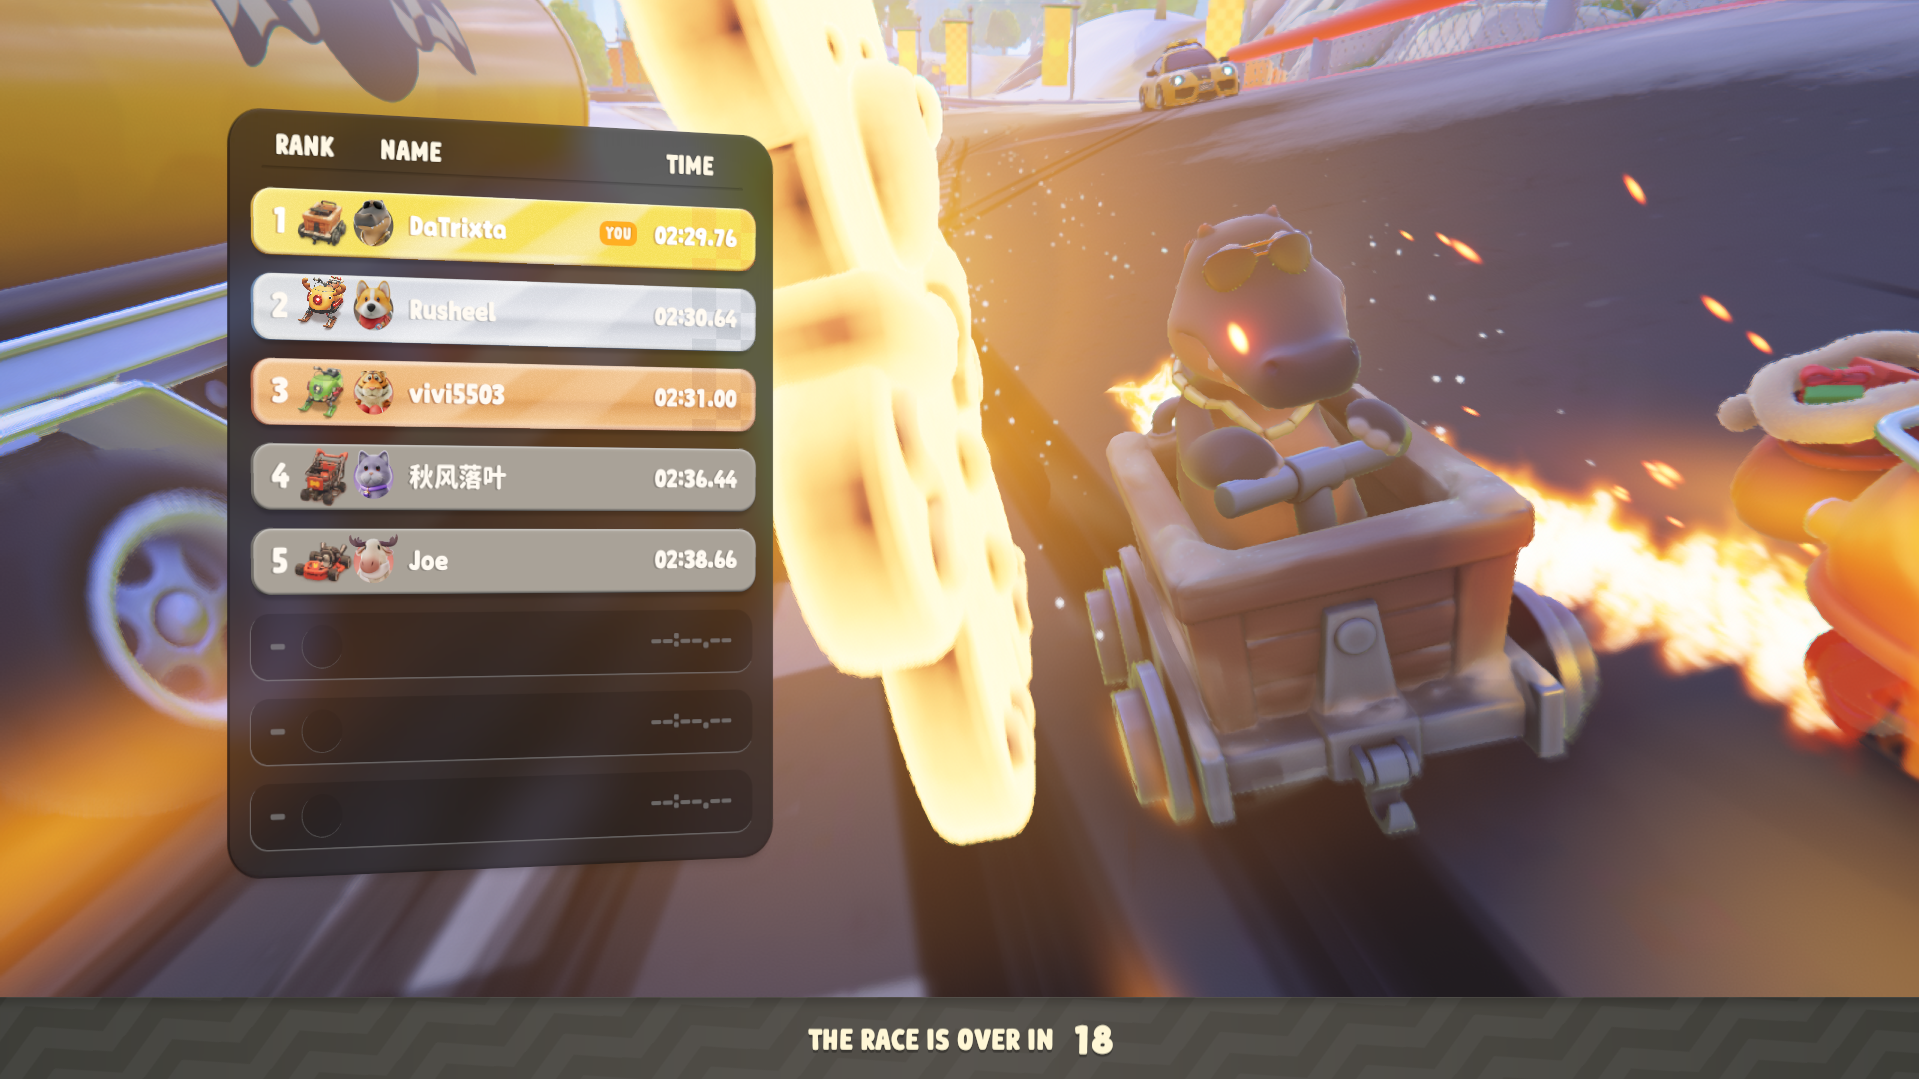 RANK NAME TIME
1 DaTrixta YOU 02:29.76
2 Rusheel 02:30.64
3 vivi5503 02:31.00
4 秋风落叶 02:36.44
5 Joe 02:38.66
- --:--.--
- --:--.--
- --:--.--
THE RACE IS OVER IN 18